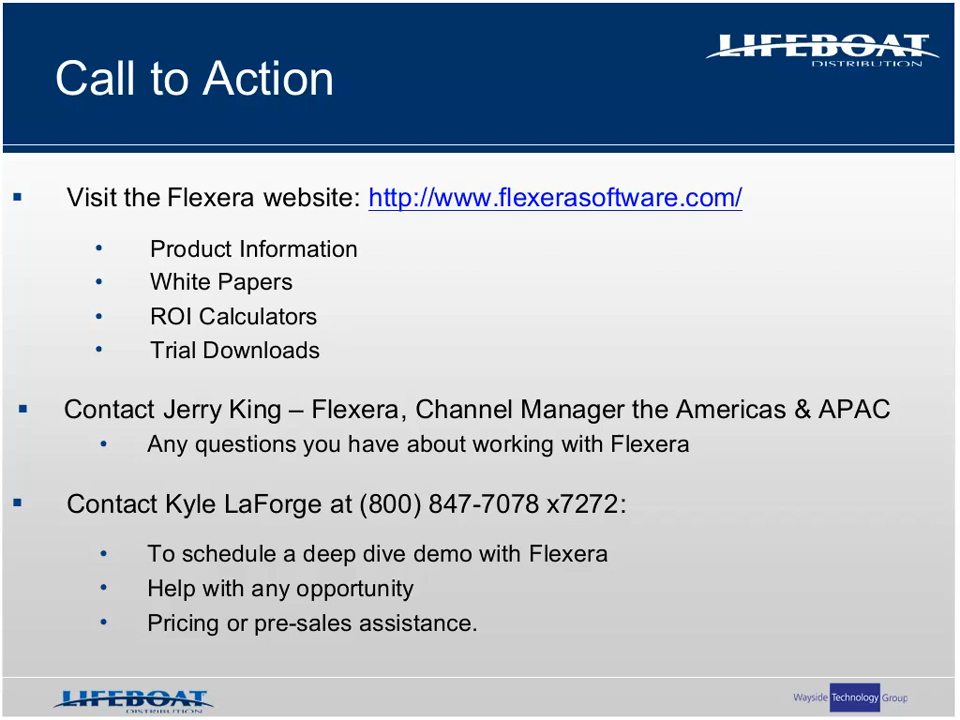 LIFEBOAT
DISTRIBUTION
Call to Action
▪ Visit the Flexera website: http://www.flexerasoftware.com/
• Product Information
• White Papers
• ROI Calculators
• Trial Downloads
▪ Contact Jerry King – Flexera, Channel Manager the Americas & APAC
• Any questions you have about working with Flexera
▪ Contact Kyle LaForge at (800) 847-7078 x7272:
• To schedule a deep dive demo with Flexera
• Help with any opportunity
• Pricing or pre-sales assistance.
LIFEBOAT
DISTRIBUTION
Wayside Technology Group